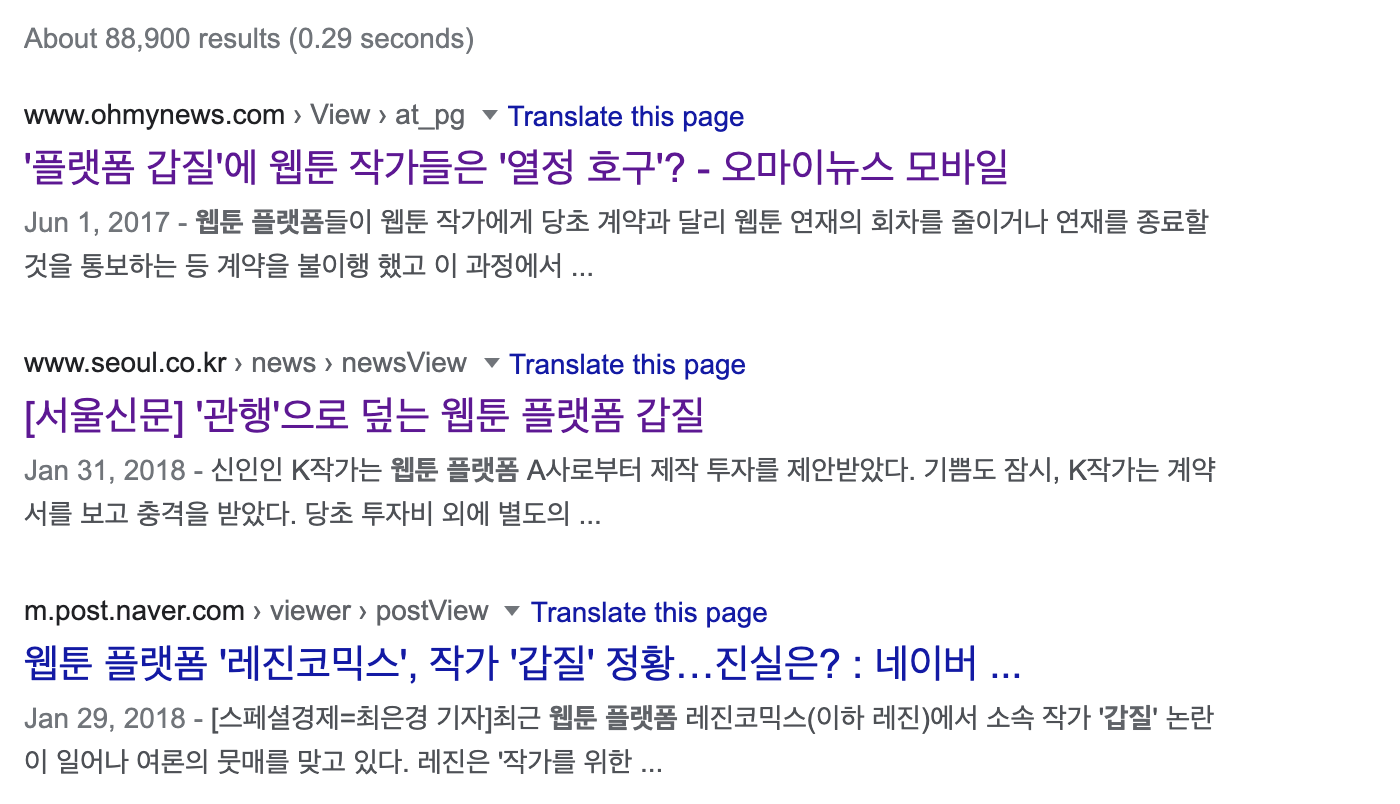 About 88,900 results (0.29 seconds)
www.ohmynews.com › View › at_pg ▼ Translate this page
'플랫폼 갑질'에 웹툰 작가들은 '열정 호구'? - 오마이뉴스 모바일
Jun 1, 2017 - 웹툰 플랫폼들이 웹툰 작가에게 당초 계약과 달리 웹툰 연재의 회차를 줄이거나 연재를 종료할
것을 통보하는 등 계약을 불이행 했고 이 과정에서 ...
www.seoul.co.kr › news › newsView ▼ Translate this page
[서울신문] '관행'으로 덮는 웹툰 플랫폼 갑질
Jan 31, 2018 - 신인인 K작가는 웹툰 플랫폼 A사로부터 제작 투자를 제안받았다. 기쁨도 잠시, K작가는 계약
서를 보고 충격을 받았다. 당초 투자비 외에 별도의 ...
m.post.naver.com › viewer › postView ▼ Translate this page
웹툰 플랫폼 '레진코믹스', 작가 '갑질' 정황…진실은? : 네이버 ...
Jan 29, 2018 - [스페셜경제=최은경 기자]최근 웹툰 플랫폼 레진코믹스(이하 레진)에서 소속 작가 '갑질' 논란
이 일어나 여론의 뭇매를 맞고 있다. 레진은 '작가를 위한 ...